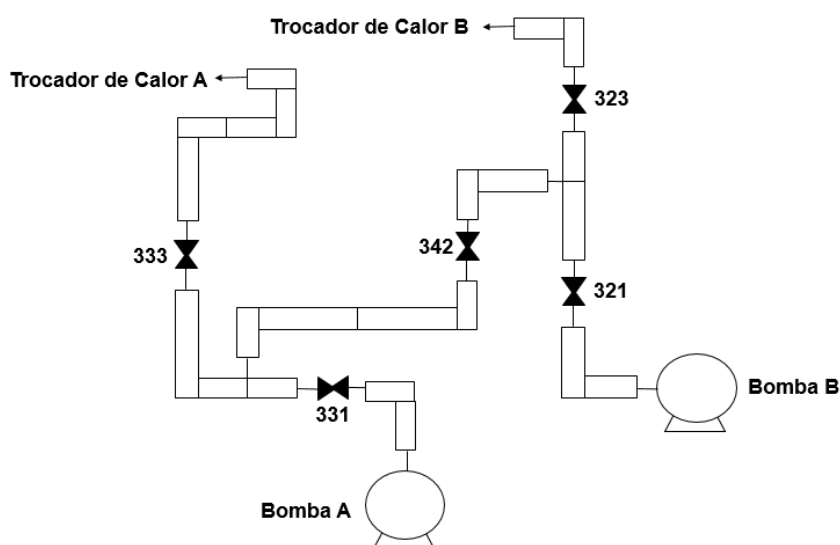 Trocador de Calor B
Trocador de Calor A
323
333
342
321
331
Bomba B
Bomba A